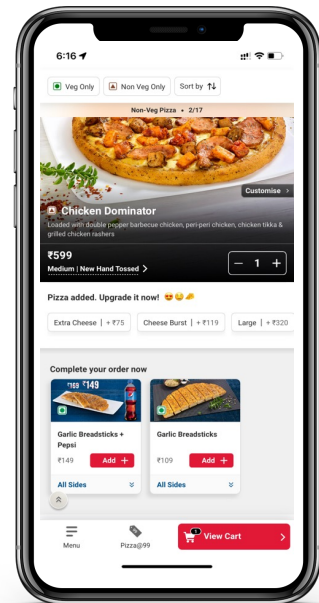 6:16
Veg Only
Non Veg Only
Sort by
Non-Veg Pizza • 2/17
Customise >
Chicken Dominator
Loaded with double pepper barbecue chicken, peri-peri chicken, chicken tikka &
grilled chicken rashers
₹599
Medium | New Hand Tossed >
− 1 +
Pizza added. Upgrade it now! 😍😋🧀
Extra Cheese | + ₹75
Cheese Burst | + ₹119
Large | + ₹320
Complete your order now
₹159 ₹149
Garlic Breadsticks +
Pepsi
₹149
Add +
All Sides
Garlic Breadsticks
₹109
Add +
All Sides
Menu
Pizza@99
1
View Cart >